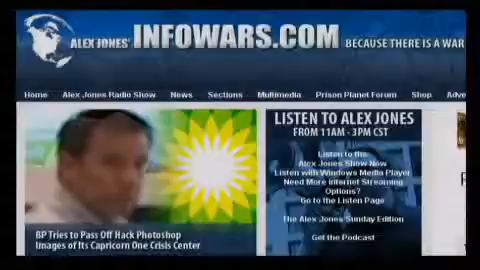 ALEX JONES' INFOWARS.COM BECAUSE THERE IS A WAR
Home Alex Jones Radio Show News Sections Multimedia Prison Planet Forum Shop Adve
LISTEN TO ALEX JONES
FROM 11AM - 3PM CST
Listen to the
Alex Jones Show Now
Listen with Windows Media Player
Need More Internet Streaming
Options?
Go to the Listen Page
The Alex Jones Sunday Edition
Get the Podcast
BP Tries to Pass Off Hack Photoshop
Images of Its Capricorn One Crisis Center